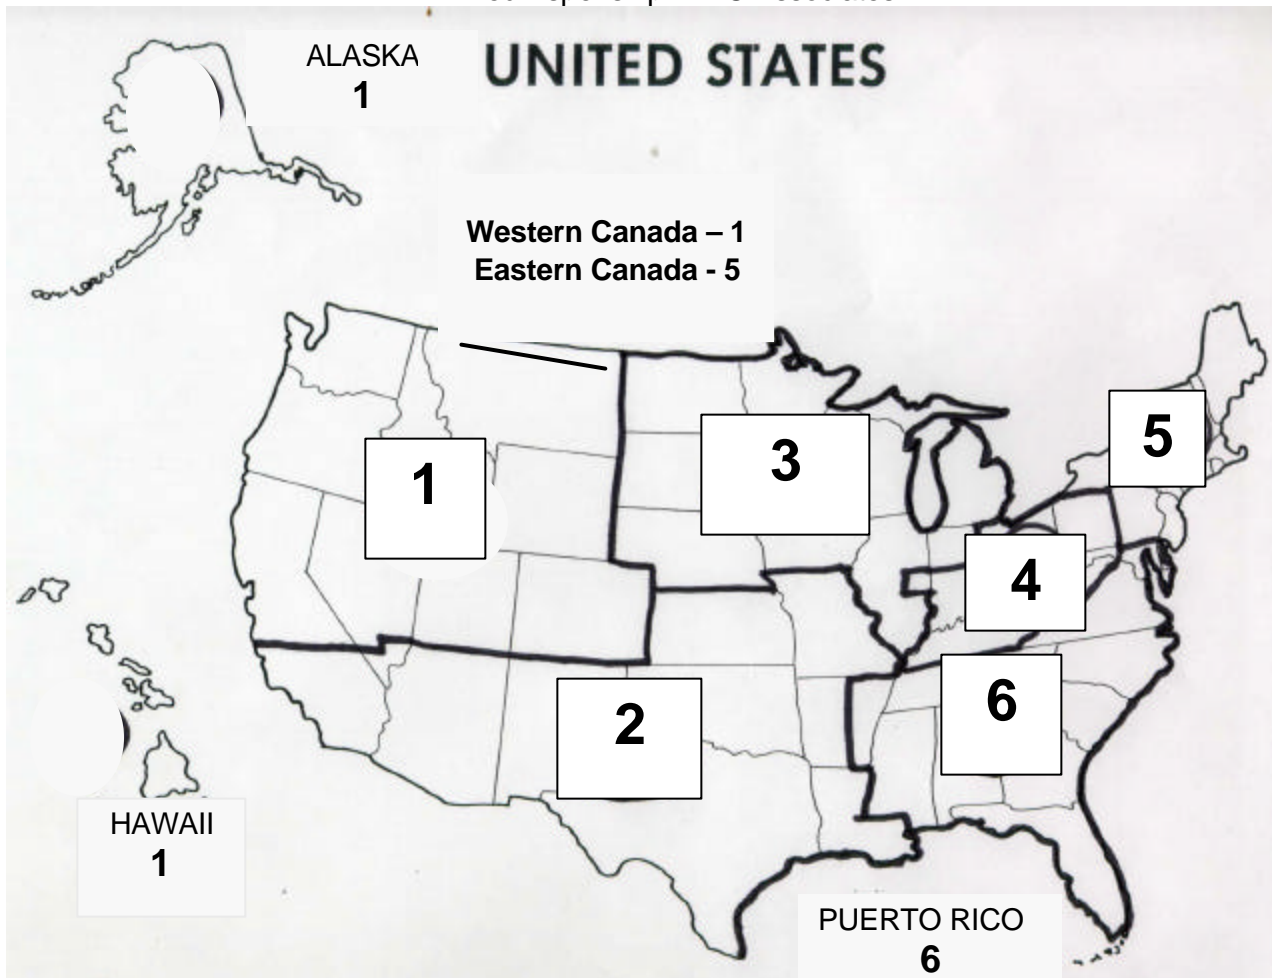 ALASKA
1
UNITED STATES
Western Canada – 1
Eastern Canada - 5
5
3
1
4
6
2
HAWAII
1
PUERTO RICO
6